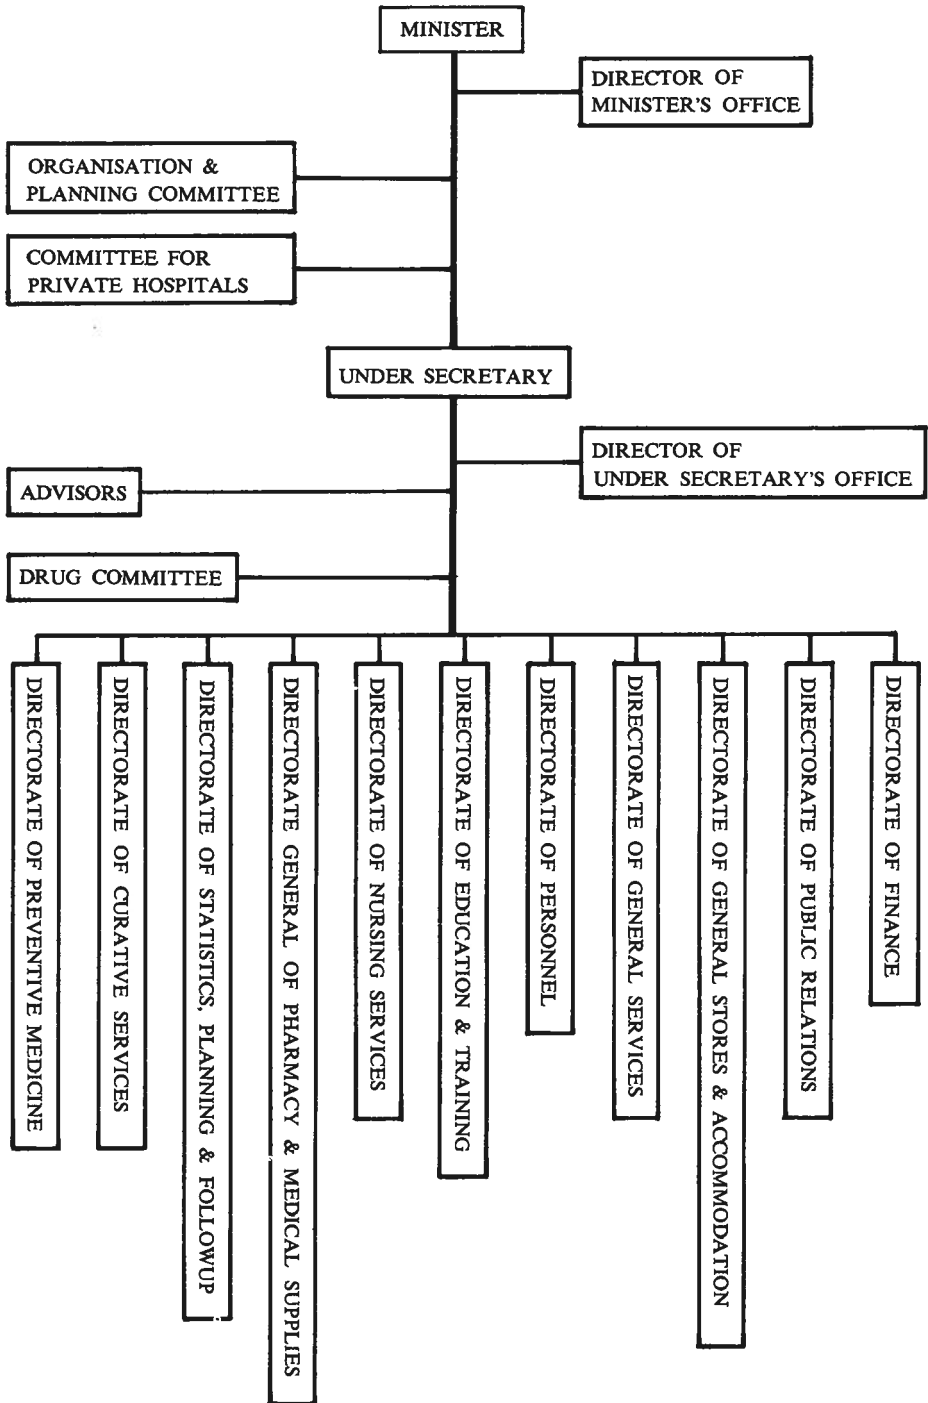 MINISTER
DIRECTOR OF
MINISTER'S OFFICE
ORGANISATION &
PLANNING COMMITTEE
COMMITTEE FOR
PRIVATE HOSPITALS
UNDER SECRETARY
DIRECTOR OF
UNDER SECRETARY'S OFFICE
ADVISORS
DRUG COMMITTEE
DIRECTORATE OF PREVENTIVE MEDICINE
DIRECTORATE OF CURATIVE SERVICES
DIRECTORATE OF STATISTICS, PLANNING & FOLLOWUP
DIRECTORATE GENERAL OF PHARMACY & MEDICAL SUPPLIES
DIRECTORATE OF NURSING SERVICES
DIRECTORATE OF EDUCATION & TRAINING
DIRECTORATE OF PERSONNEL
DIRECTORATE OF GENERAL SERVICES
DIRECTORATE OF GENERAL STORES & ACCOMMODATION
DIRECTORATE OF PUBLIC RELATIONS
DIRECTORATE OF FINANCE